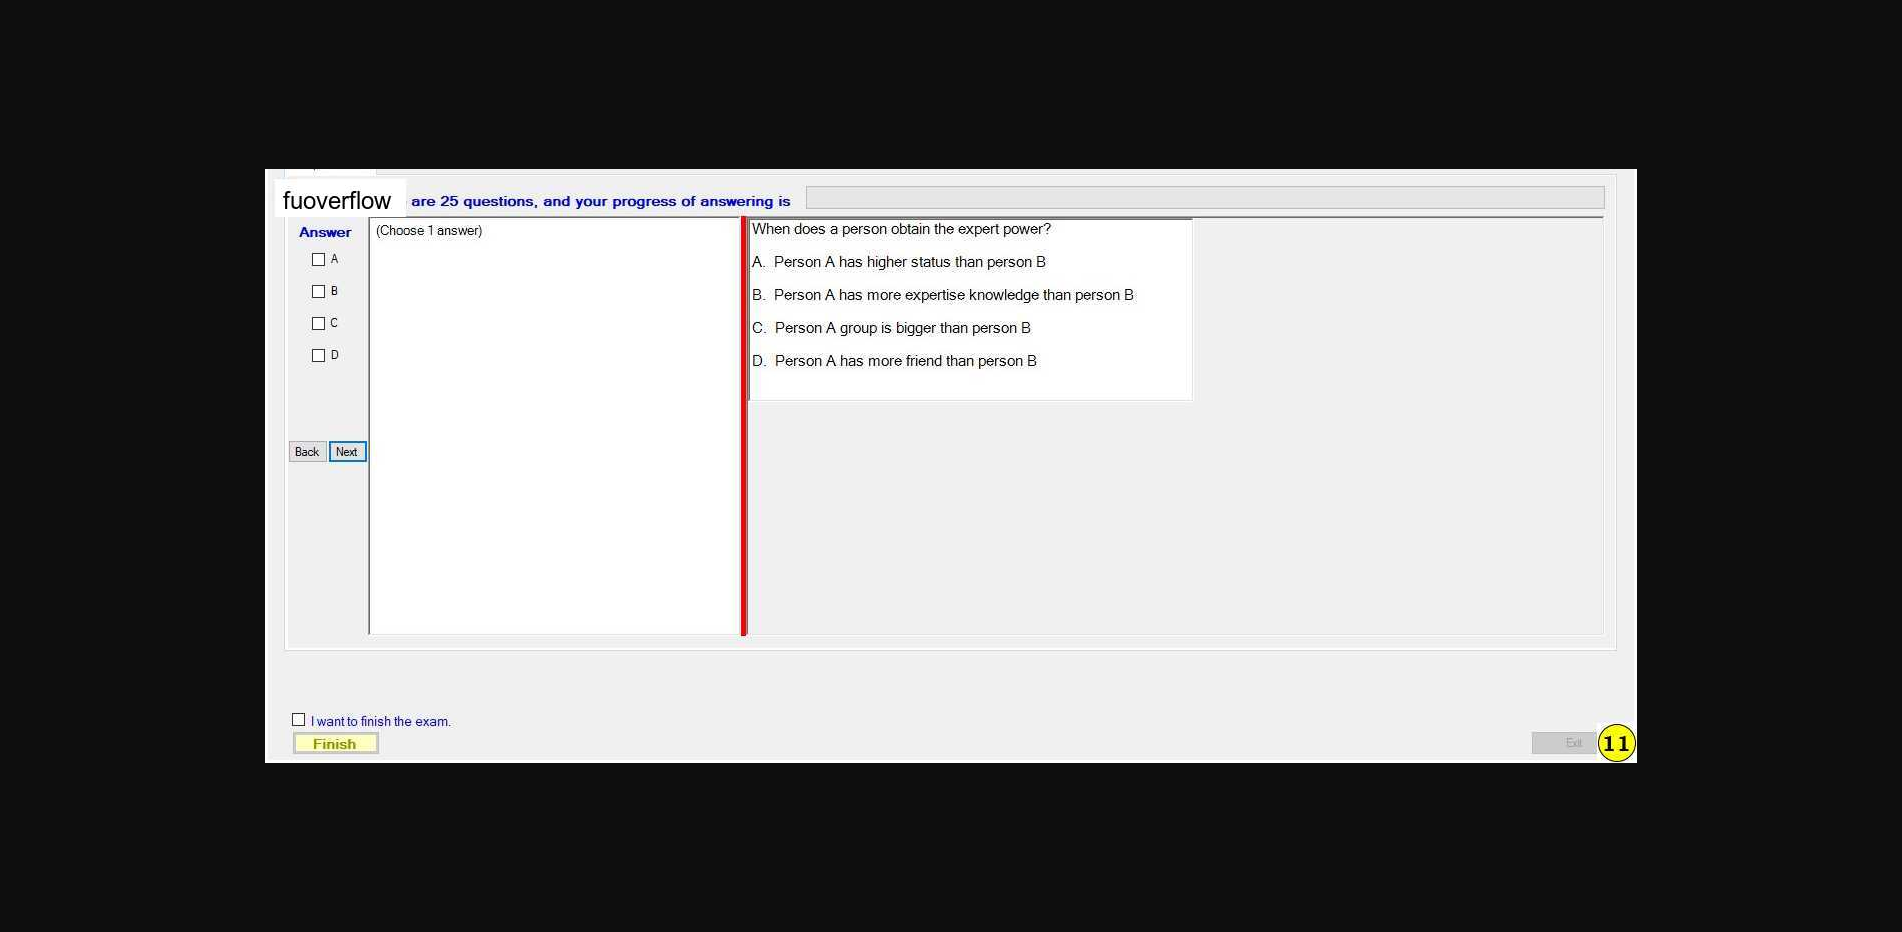 fuoverflow are 25 questions, and your progress of answering is
Answer
A
B
C
D
Back Next
(Choose 1 answer)
When does a person obtain the expert power?
A. Person A has higher status than person B
B. Person A has more expertise knowledge than person B
C. Person A group is bigger than person B
D. Person A has more friend than person B
I want to finish the exam.
Finish
Exit
11